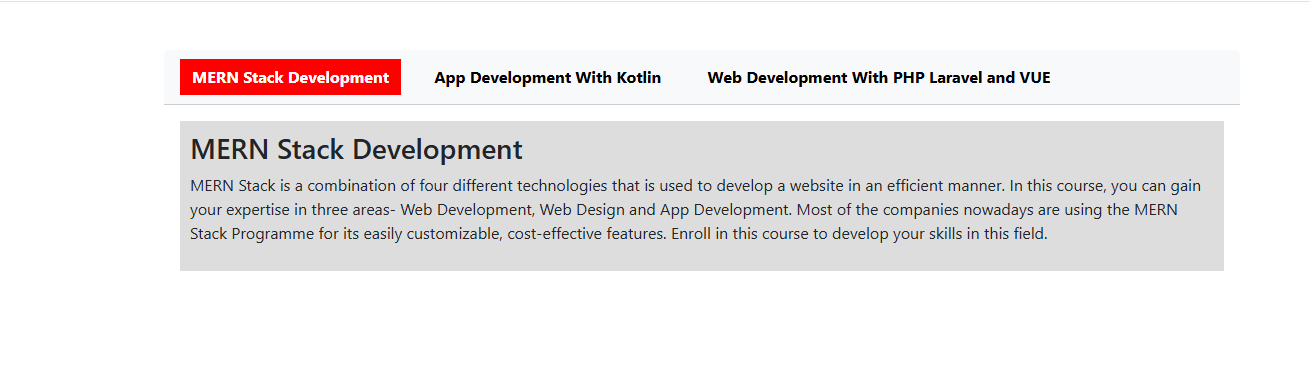 MERN Stack Development App Development With Kotlin Web Development With PHP Laravel and VUE
MERN Stack Development
MERN Stack is a combination of four different technologies that is used to develop a website in an efficient manner. In this course, you can gain
your expertise in three areas- Web Development, Web Design and App Development. Most of the companies nowadays are using the MERN
Stack Programme for its easily customizable, cost-effective features. Enroll in this course to develop your skills in this field.